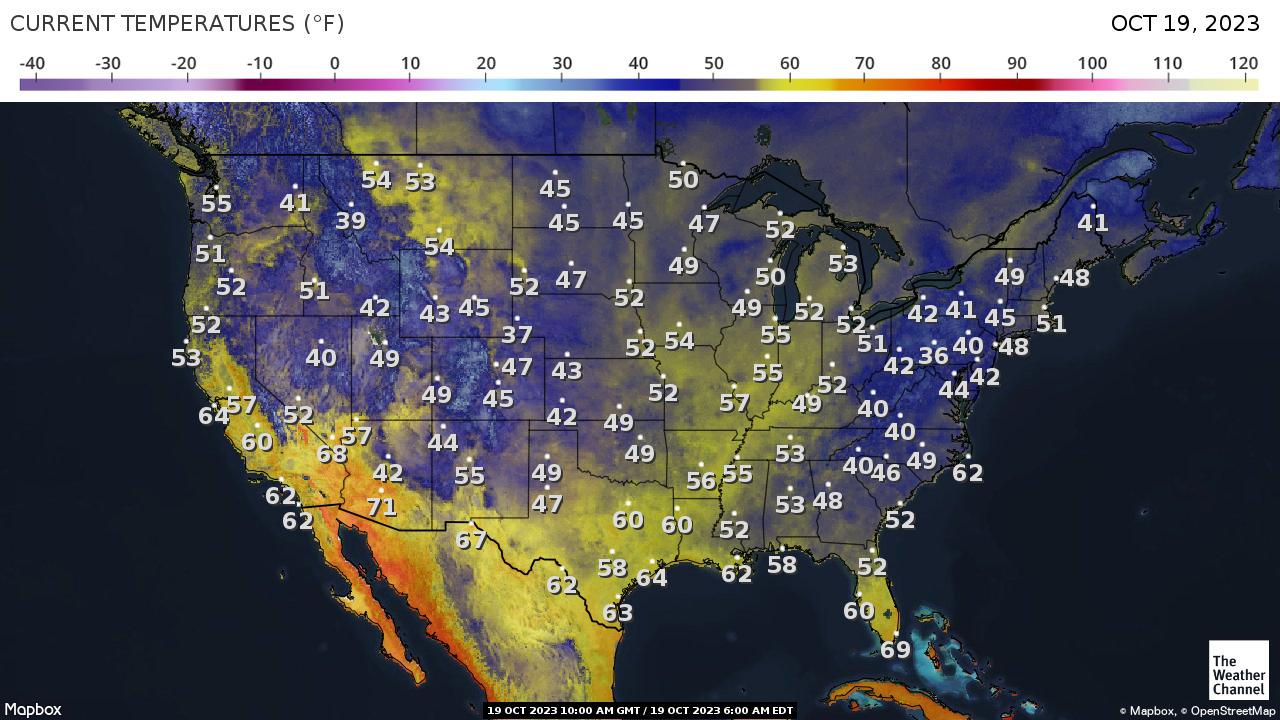 CURRENT TEMPERATURES (°F)
OCT 19, 2023
-40 -30 -20 -10 0 10 20 30 40 50 60 70 80 90 100 110 120
54 53 45 50
55 41 39 45 45 47 52 41
51 54 49 50 53 49 48
52 51 42 43 45 52 47 52 49 52 52 42 41 45 51
52 37 55
53 40 49 47 43 52 54 55 52 51 42 36 40 48
64 57 52 49 45 42 52 57 49 40 44 42
60 68 57 44 49 49 53 40
42 55 49 56 55 40 46 49 62
62 62 71 47 60 60 53 48 52
67 52
62 58 64 62 58 52
63 60
69
The
Weather
Channel
Mapbox
19 OCT 2023 10:00 AM GMT / 19 OCT 2023 6:00 AM EDT
© Mapbox, © OpenStreetMap